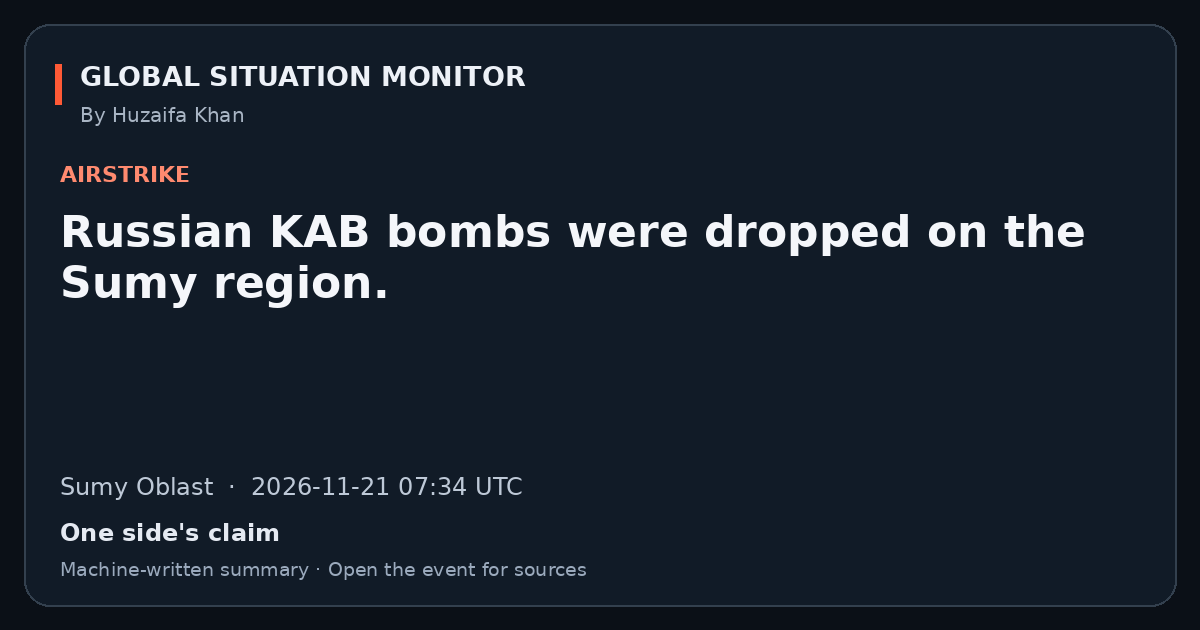 GLOBAL SITUATION MONITOR
By Huzaifa Khan
AIRSTRIKE
Russian KAB bombs were dropped on the
Sumy region.
Sumy Oblast · 2026-11-21 07:34 UTC
One side's claim
Machine-written summary · Open the event for sources